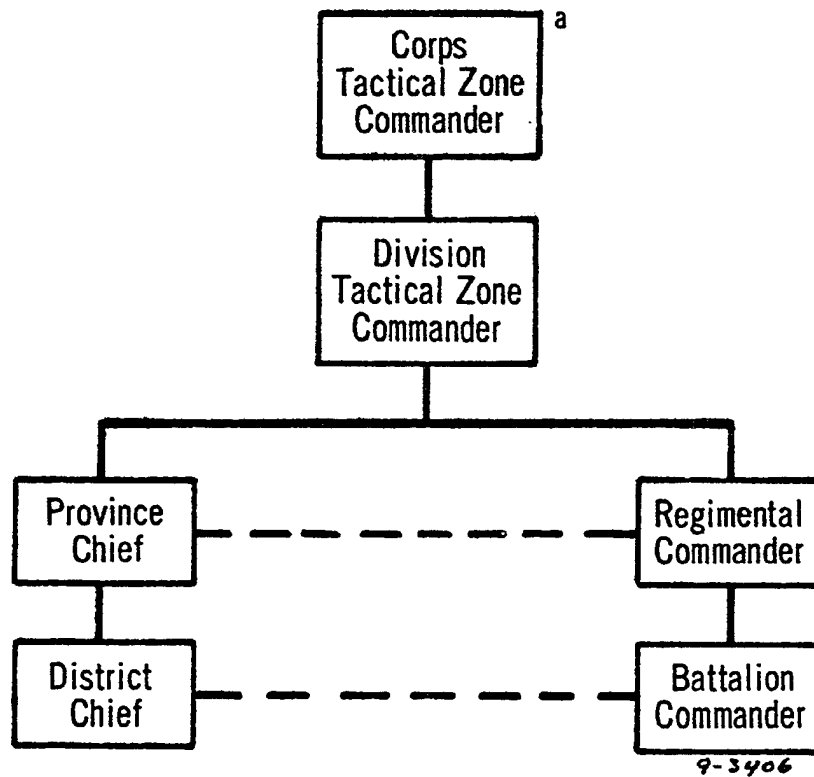 Corps
Tactical Zone
Commander
a
Division
Tactical Zone
Commander
Province
Chief
Regimental
Commander
District
Chief
Battalion
Commander
9-3406